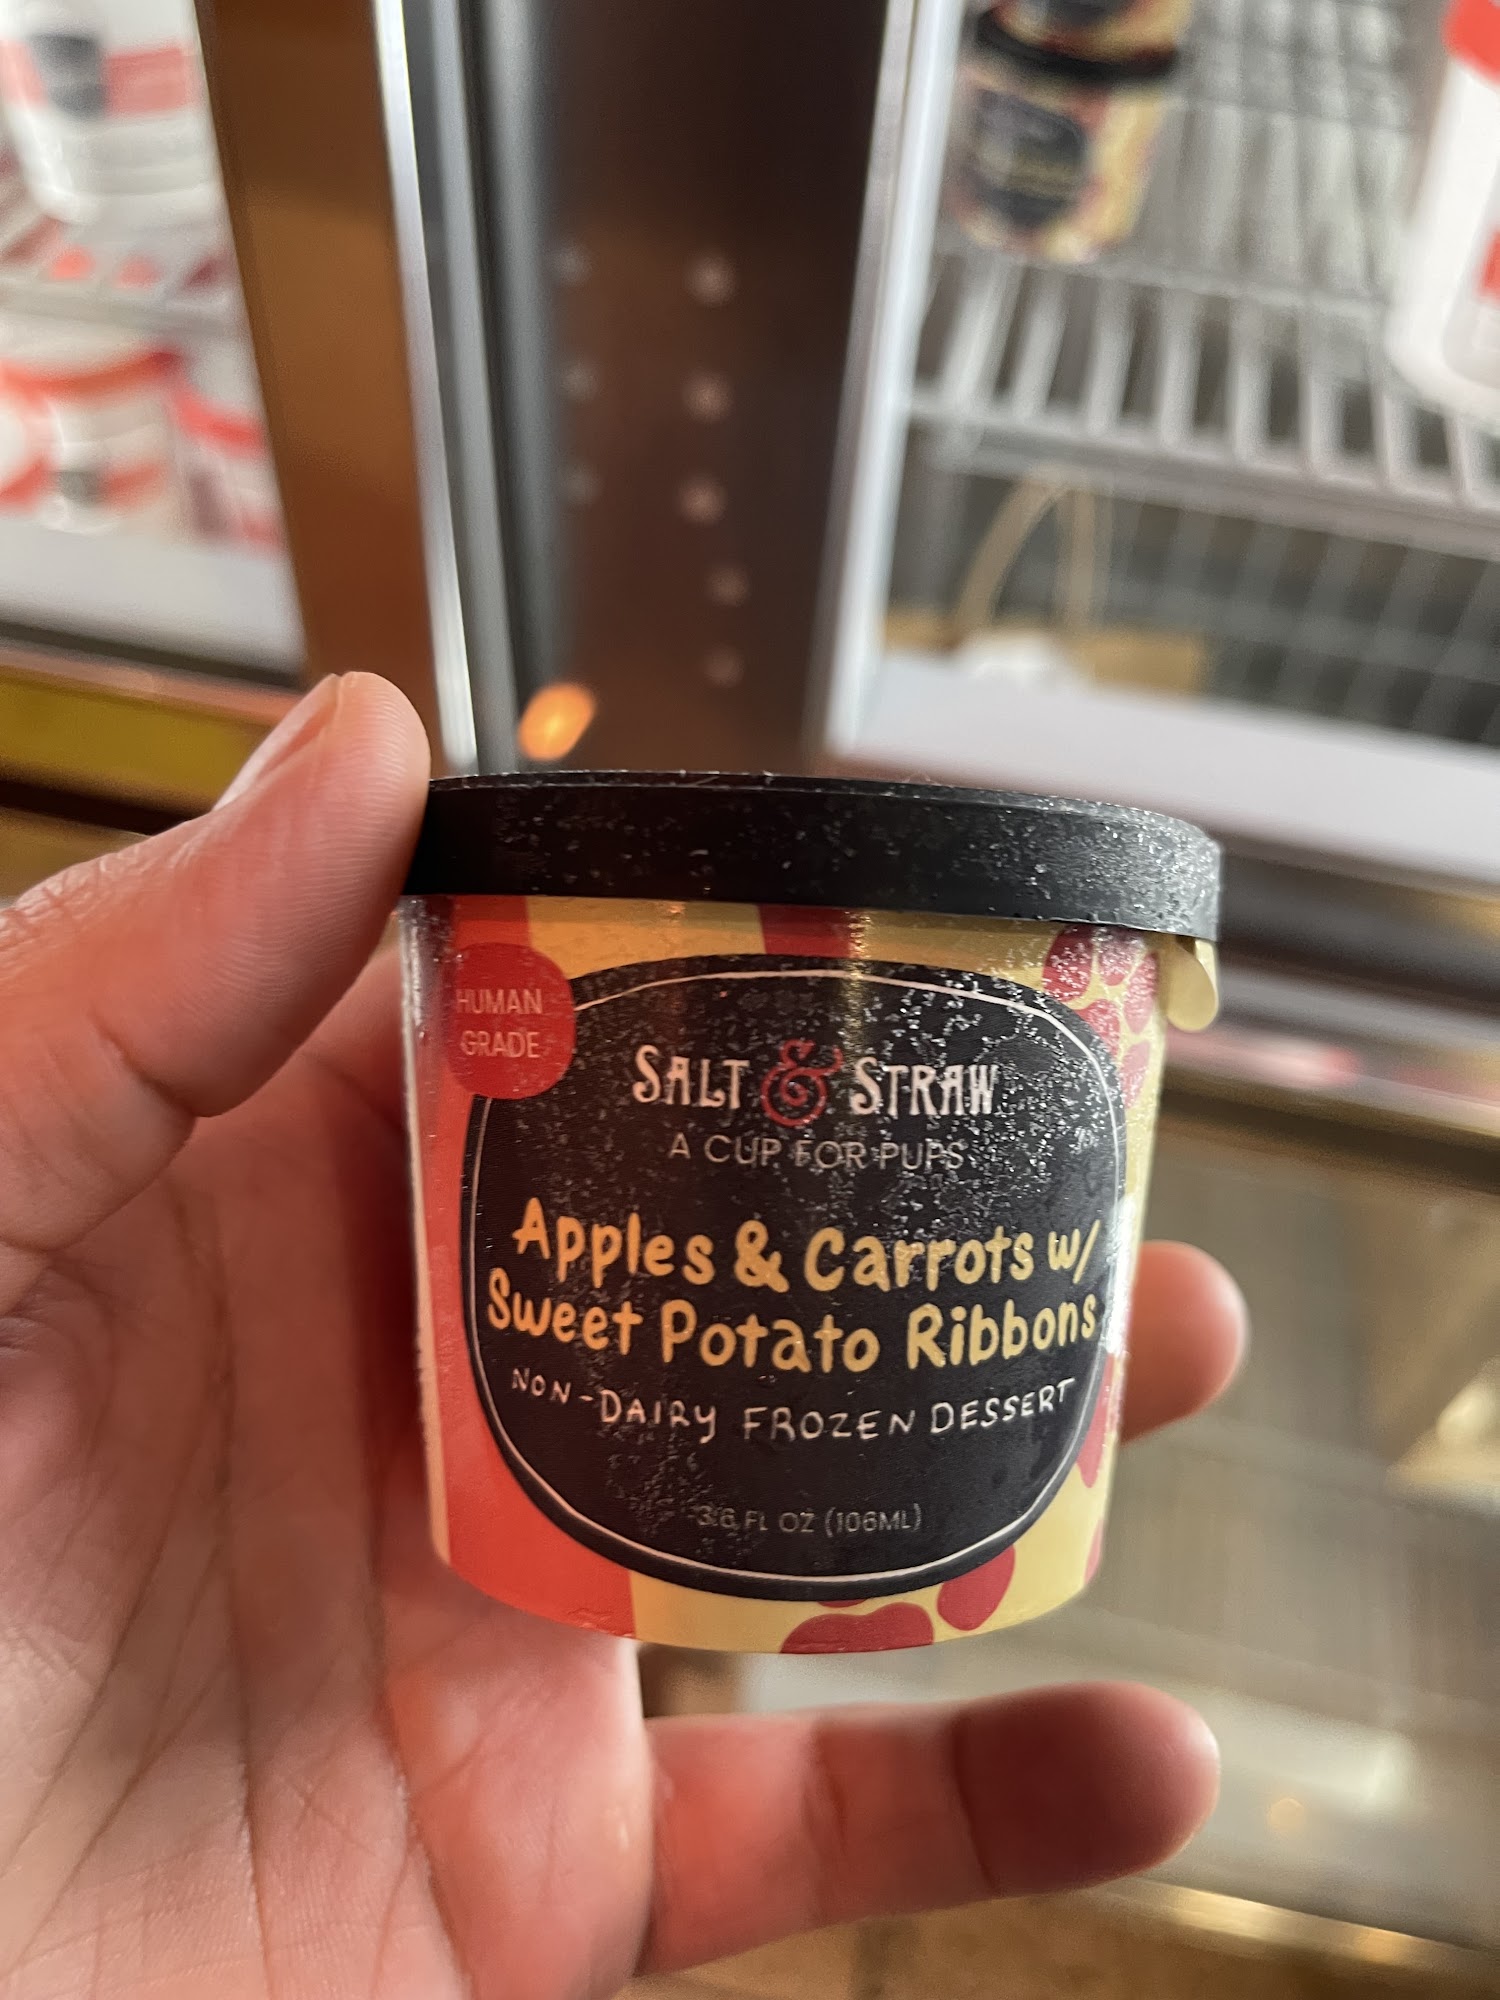 HUMAN
GRADE
SALT & STRAW
A CUP FOR PUPS
Apples & Carrots w/
Sweet Potato Ribbons
NON-DAIRY FROZEN DESSERT
3.6 FL OZ (106ML)